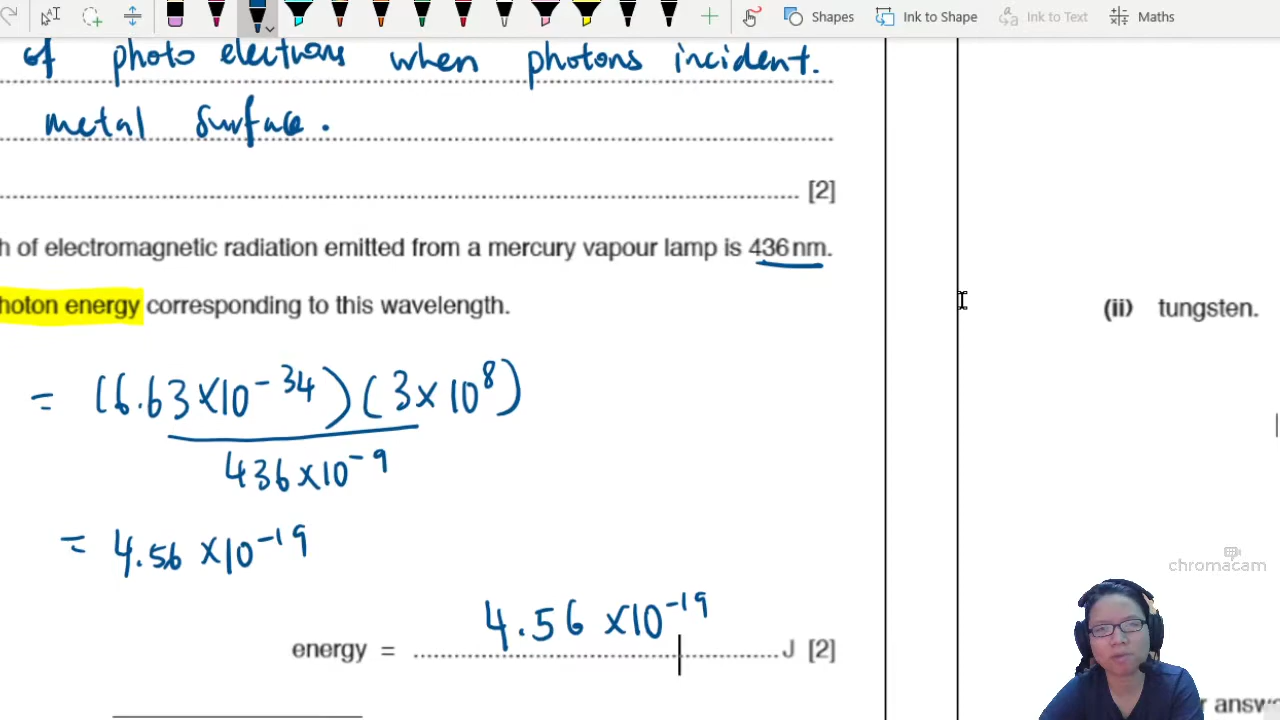 Shapes Ink to Shape Ink to Text Maths
of photo electrons when photons incident.
metal surface.
[2]
h of electromagnetic radiation emitted from a mercury vapour lamp is 436 nm.
hoton energy corresponding to this wavelength.
= (6.63×10⁻³⁴)(3×10⁸)
436×10⁻⁹
= 4.56 ×10⁻¹⁹
4.56 ×10⁻¹⁹
energy = J [2]
(ii) tungsten.
chromacam
r answ